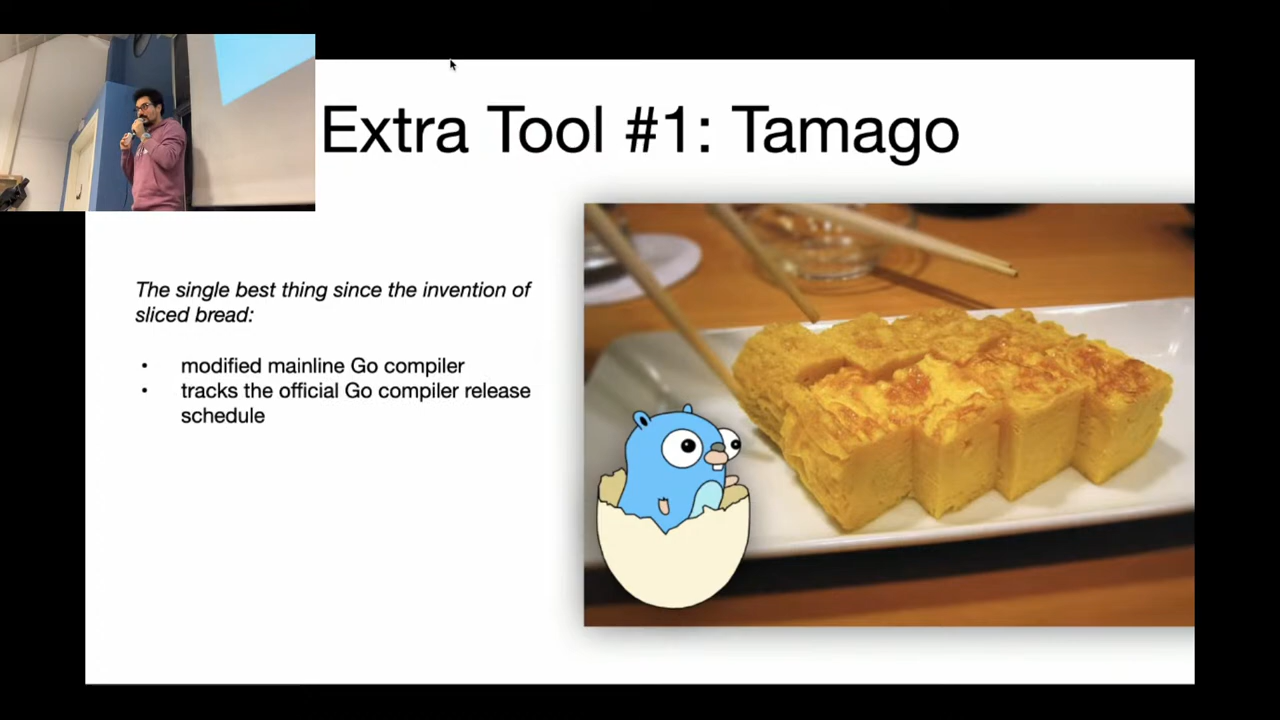 Extra Tool #1: Tamago
The single best thing since the invention of
sliced bread:
• modified mainline Go compiler
• tracks the official Go compiler release
schedule